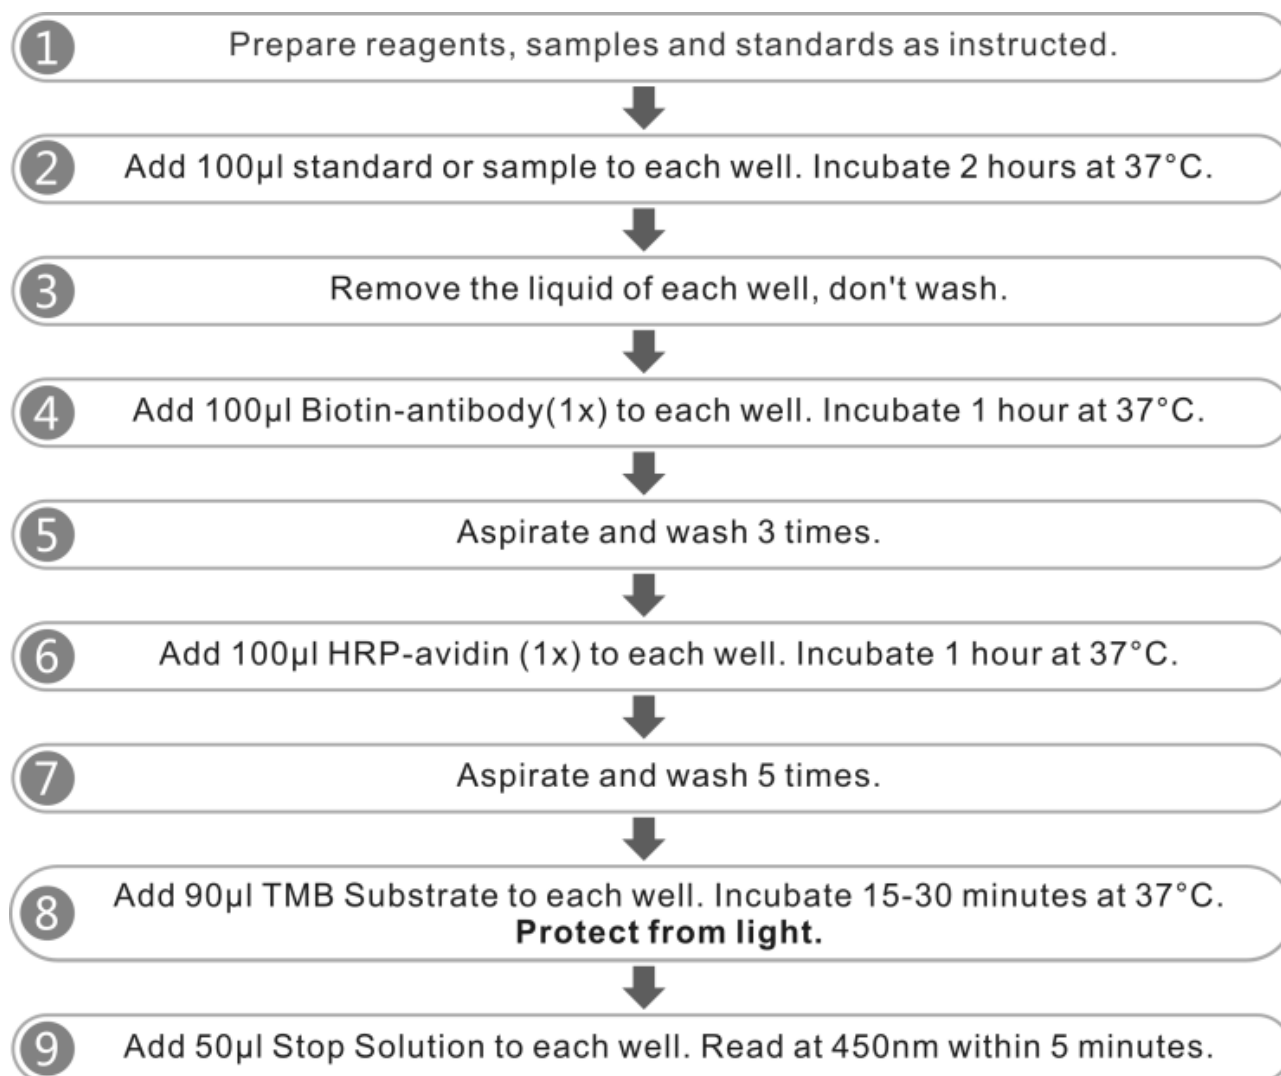 1 Prepare reagents, samples and standards as instructed.
2 Add 100µl standard or sample to each well. Incubate 2 hours at 37°C.
3 Remove the liquid of each well, don't wash.
4 Add 100µl Biotin-antibody(1x) to each well. Incubate 1 hour at 37°C.
5 Aspirate and wash 3 times.
6 Add 100µl HRP-avidin (1x) to each well. Incubate 1 hour at 37°C.
7 Aspirate and wash 5 times.
8 Add 90µl TMB Substrate to each well. Incubate 15-30 minutes at 37°C.
Protect from light.
9 Add 50µl Stop Solution to each well. Read at 450nm within 5 minutes.